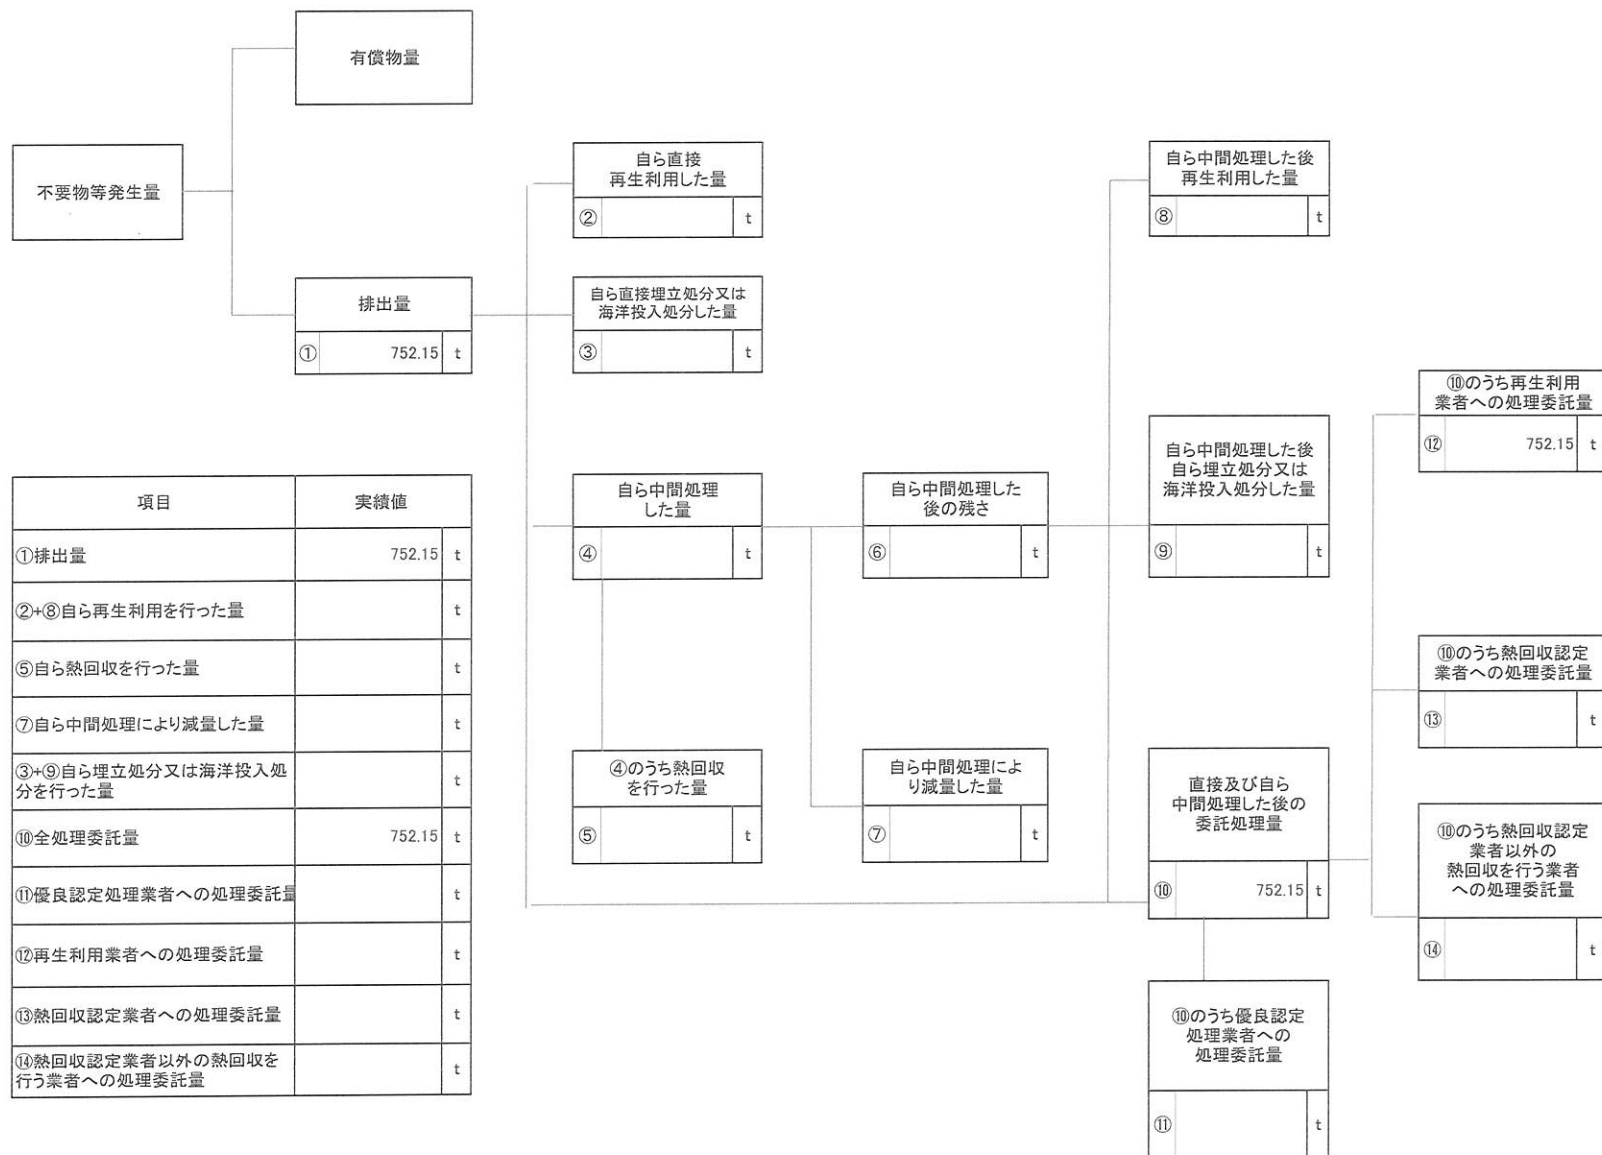 有償物量
不要物等発生量
排出量
① 752.15 t
自ら直接
再生利用した量
② t
自ら直接埋立処分又は
海洋投入処分した量
③ t
自ら中間処理
した量
④ t
④のうち熱回収
を行った量
⑤ t
自ら中間処理した
後の残さ
⑥ t
自ら中間処理によ
り減量した量
⑦ t
自ら中間処理した後
再生利用した量
⑧ t
自ら中間処理した後
自ら埋立処分又は
海洋投入処分した量
⑨ t
直接及び自ら
中間処理した後の
委託処理量
⑩ 752.15 t
⑩のうち優良認定
処理業者への
処理委託量
⑪ t
⑩のうち再生利用
業者への処理委託量
⑫ 752.15 t
⑩のうち熱回収認定
業者への処理委託量
⑬ t
⑩のうち熱回収認定
業者以外の
熱回収を行う業者
への処理委託量
⑭ t
項目 実績値
①排出量 752.15 t
②+⑧自ら再生利用を行った量 t
⑤自ら熱回収を行った量 t
⑦自ら中間処理により減量した量 t
③+⑨自ら埋立処分又は海洋投入処
分を行った量 t
⑩全処理委託量 752.15 t
⑪優良認定処理業者への処理委託量 t
⑫再生利用業者への処理委託量 t
⑬熱回収認定業者への処理委託量 t
⑭熱回収認定業者以外の熱回収を
行う業者への処理委託量 t